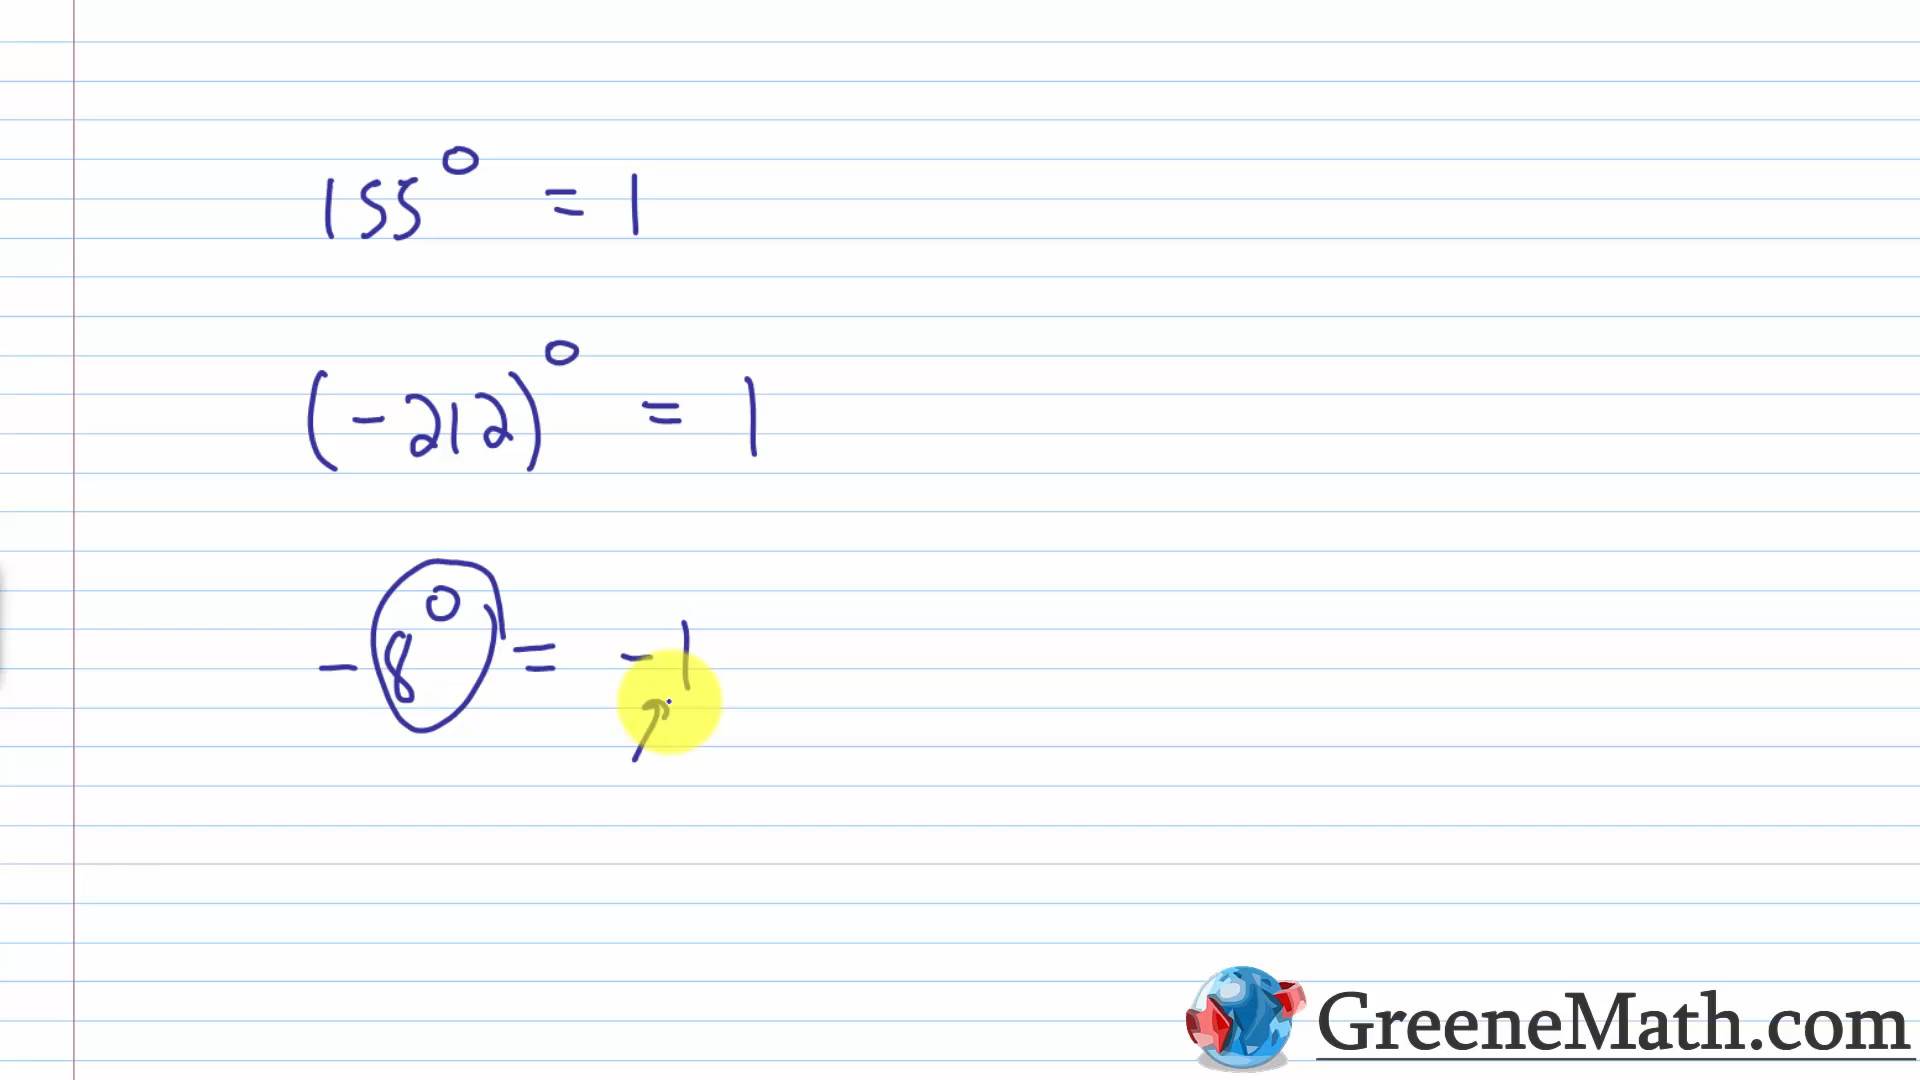 155⁰ = 1
(-212)⁰ = 1
-8⁰ = -1
GreeneMath.com